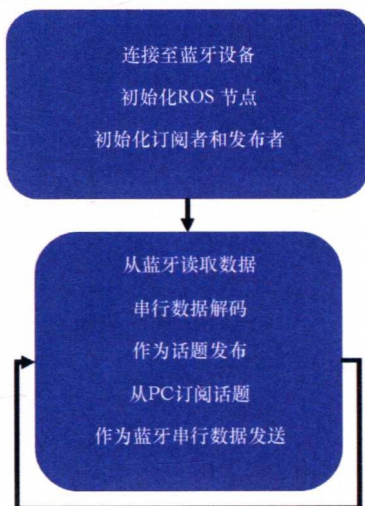 连接至蓝牙设备
初始化ROS 节点
初始化订阅者和发布者
从蓝牙读取数据
串行数据解码
作为话题发布
从PC订阅话题
作为蓝牙串行数据发送